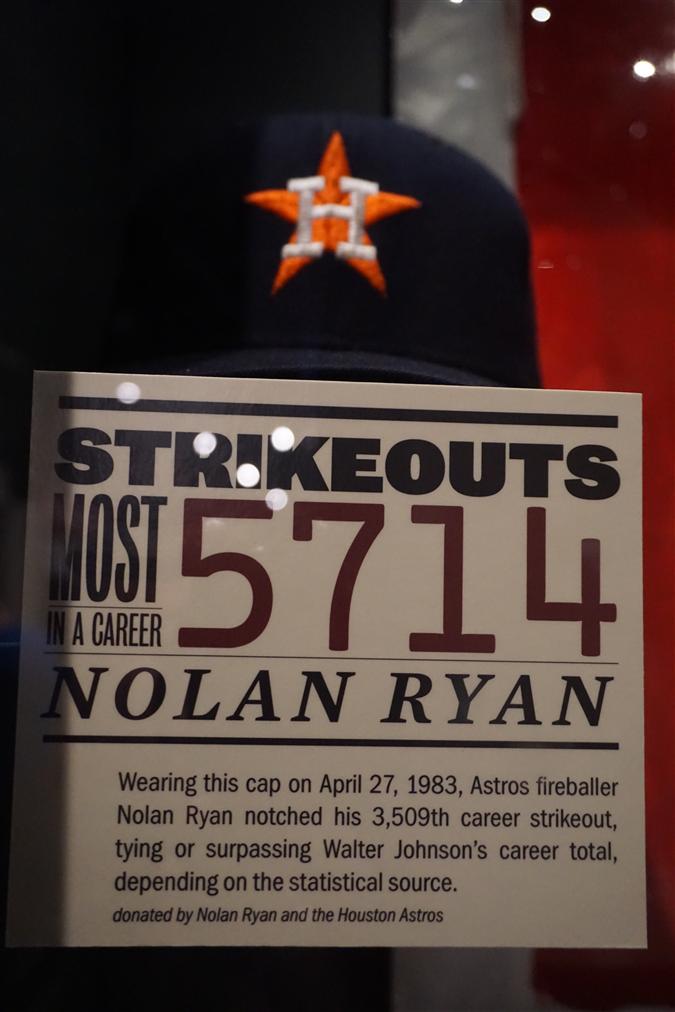 H
STRIKEOUTS
MOST
IN A CAREER
5714
NOLAN RYAN
Wearing this cap on April 27, 1983, Astros fireballer
Nolan Ryan notched his 3,509th career strikeout,
tying or surpassing Walter Johnson's career total,
depending on the statistical source.
donated by Nolan Ryan and the Houston Astros